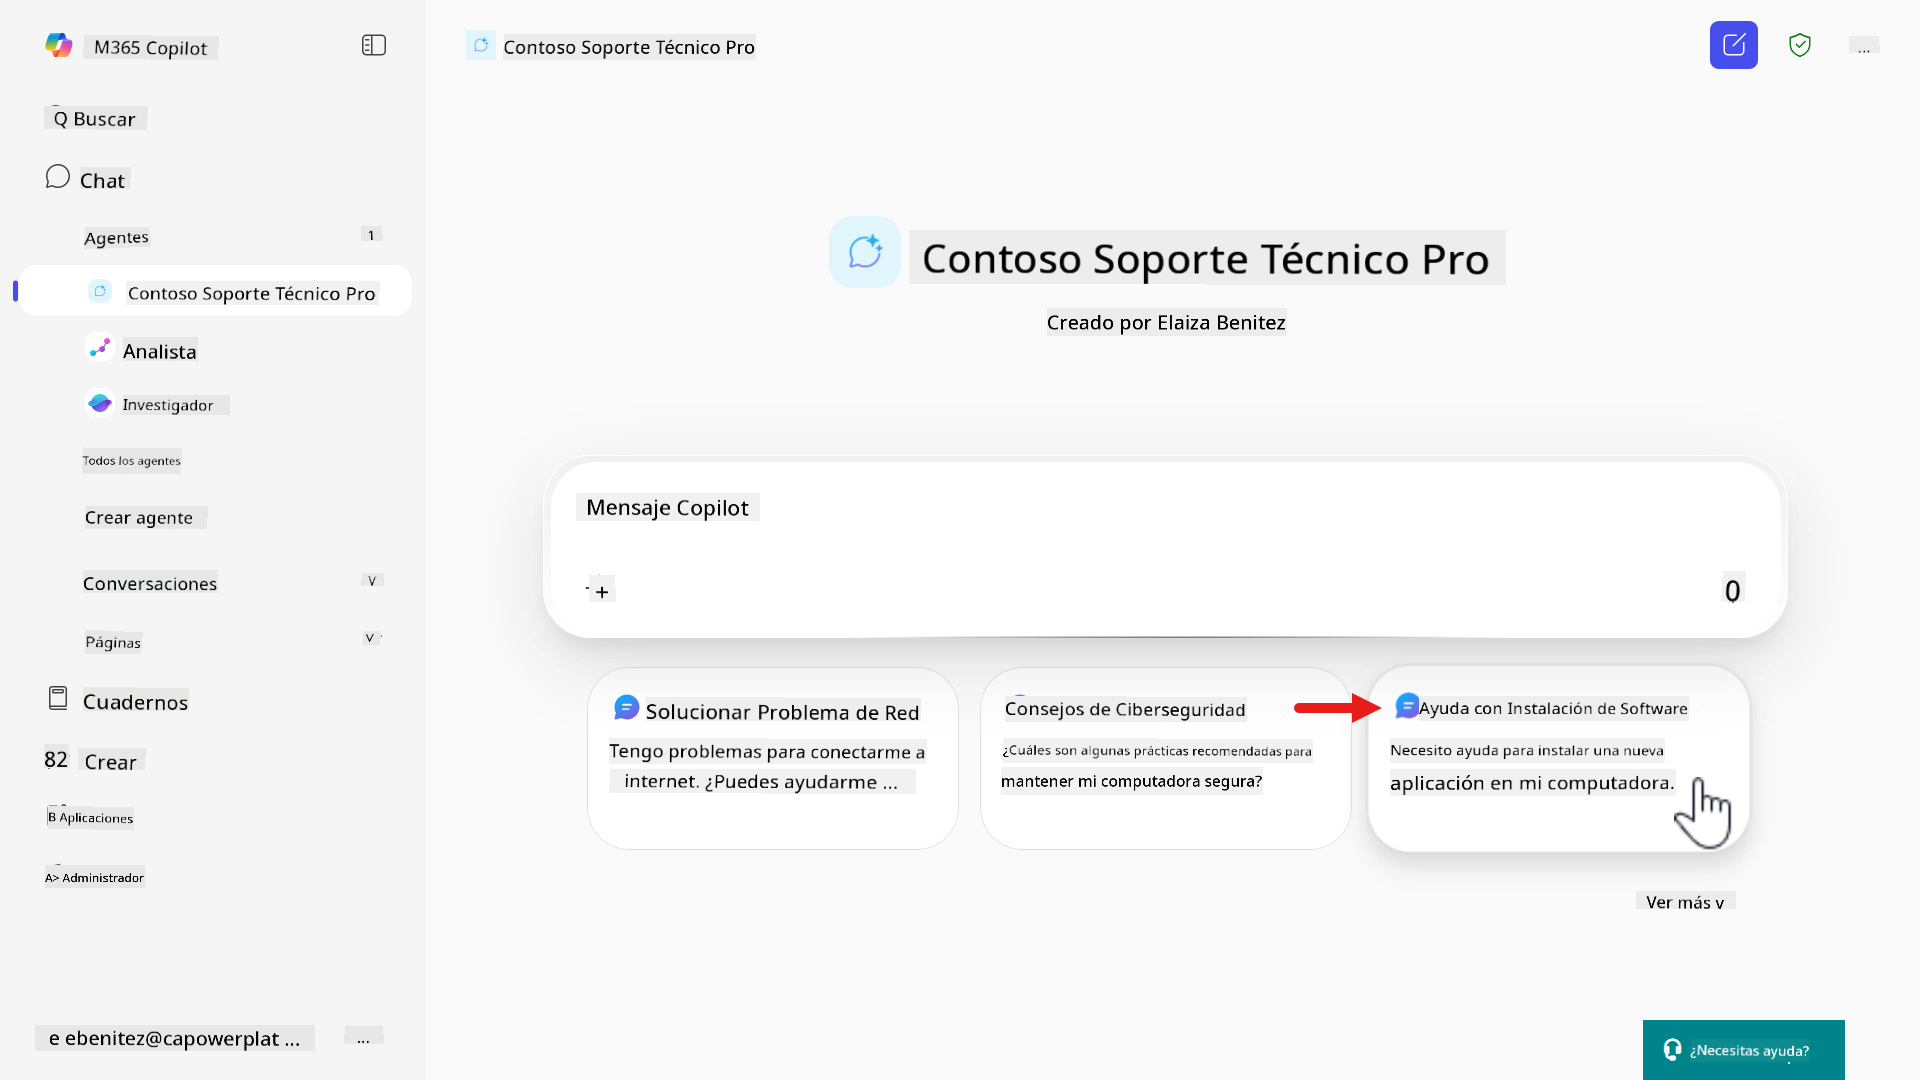 M365 Copilot
Q Buscar
Chat
Agentes
1
Contoso Soporte Técnico Pro
Analista
Investigador
Todos los agentes
Crear agente
Conversaciones
V
Páginas
V
Cuadernos
82 Crear
B Aplicaciones
A> Administrador
e ebenitez@capowerplat ...
...
Contoso Soporte Técnico Pro
...
Contoso Soporte Técnico Pro
Creado por Elaiza Benitez
Mensaje Copilot
+
0
Solucionar Problema de Red
Tengo problemas para conectarme a
internet. ¿Puedes ayudarme ...
Consejos de Ciberseguridad
¿Cuáles son algunas prácticas recomendadas para
mantener mi computadora segura?
Ayuda con Instalación de Software
Necesito ayuda para instalar una nueva
aplicación en mi computadora.
Ver más v
¿Necesitas ayuda?